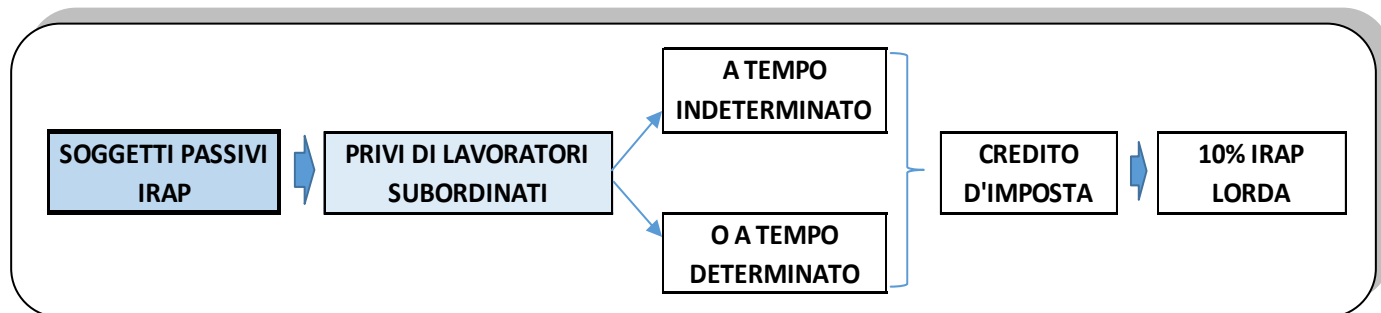 SOGGETTI PASSIVI
IRAP
PRIVI DI LAVORATORI
SUBORDINATI
A TEMPO
INDETERMINATO
O A TEMPO
DETERMINATO
CREDITO
D'IMPOSTA
10% IRAP
LORDA